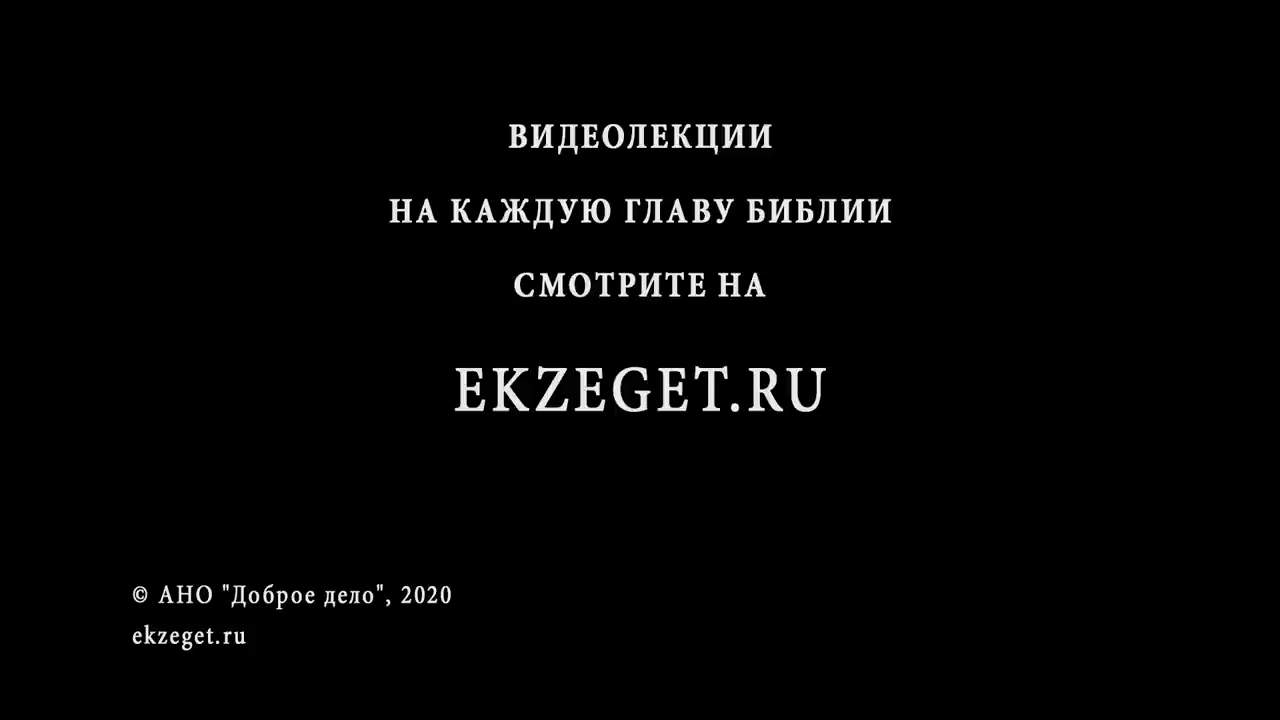 ВИДЕОЛЕКЦИИ
НА КАЖДУЮ ГЛАВУ БИБЛИИ
СМОТРИТЕ НА
EKZEGET.RU
© АНО "Доброе дело", 2020
ekzeget.ru